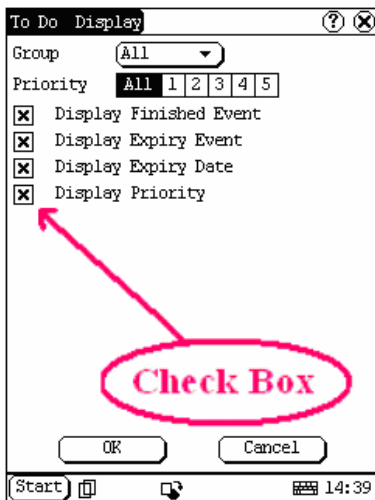 To Do Display ?
Group All
Priority All 1 2 3 4 5
Display Finished Event
Display Expiry Event
Display Expiry Date
Display Priority
Check Box
OK Cancel
Start 14:39